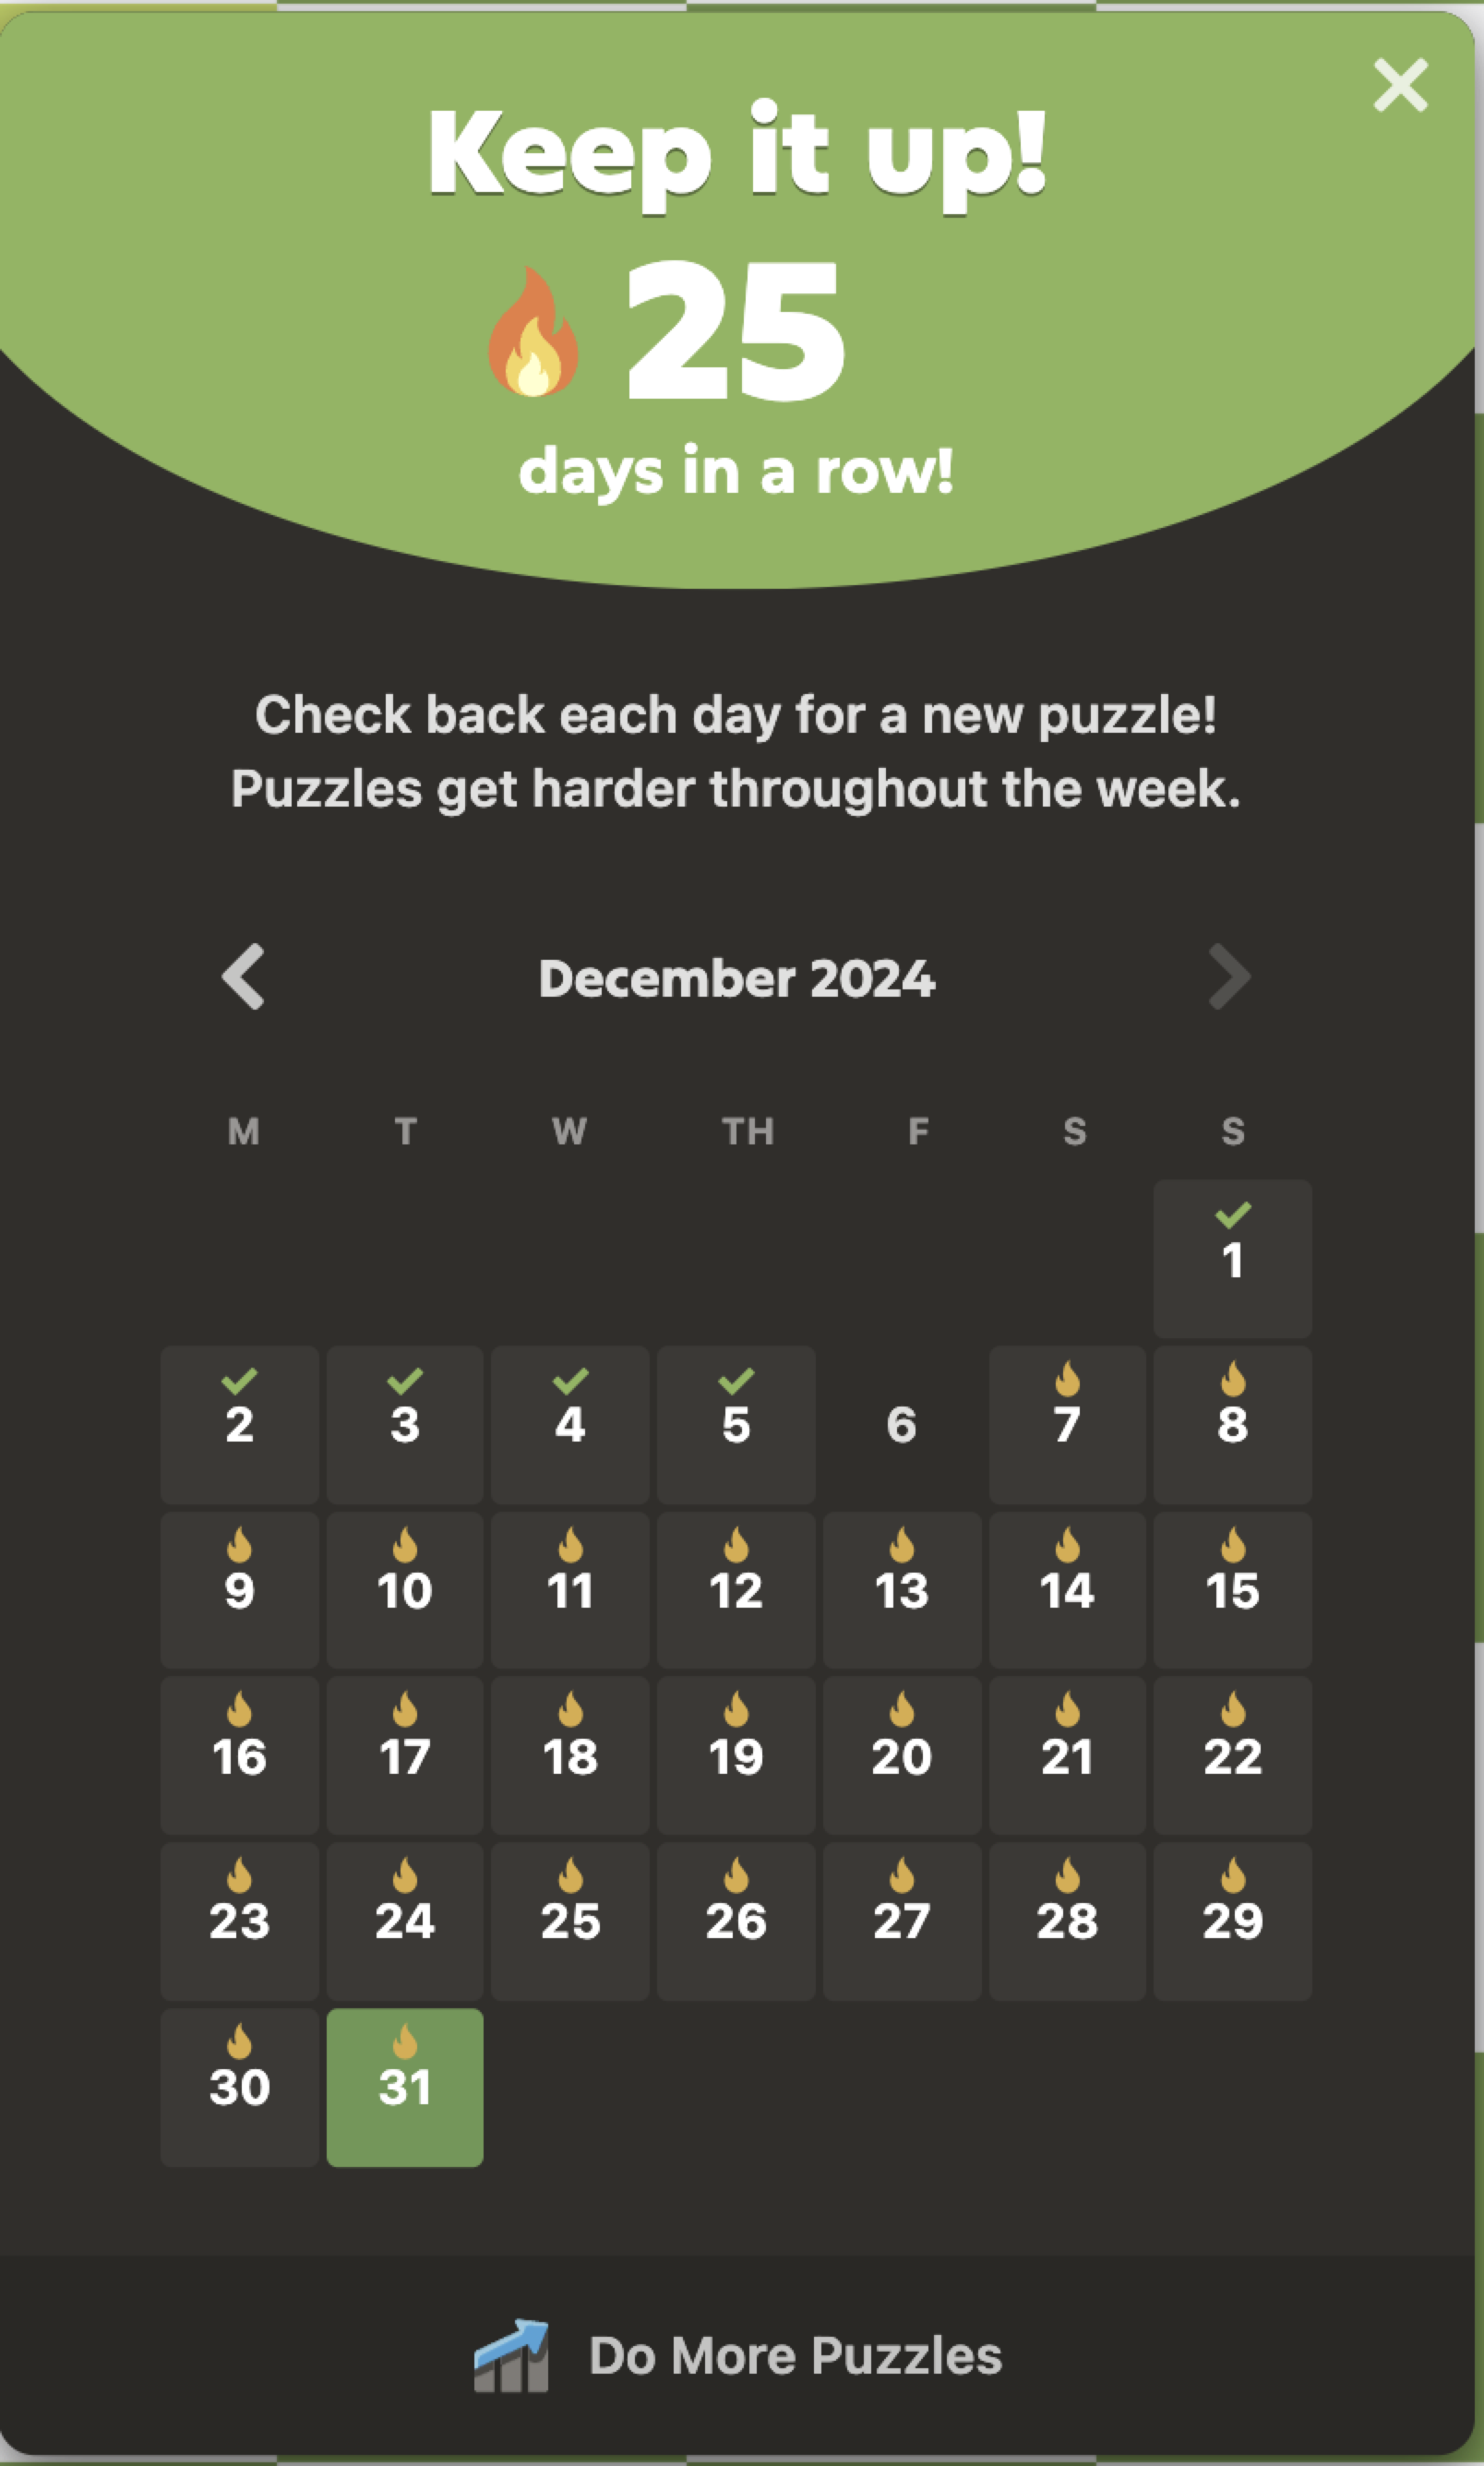 Keep it up!
25
days in a row!
Check back each day for a new puzzle!
Puzzles get harder throughout the week.
December 2024
M T W TH F S S
1
2 3 4 5 6 7 8
9 10 11 12 13 14 15
16 17 18 19 20 21 22
23 24 25 26 27 28 29
30 31
Do More Puzzles